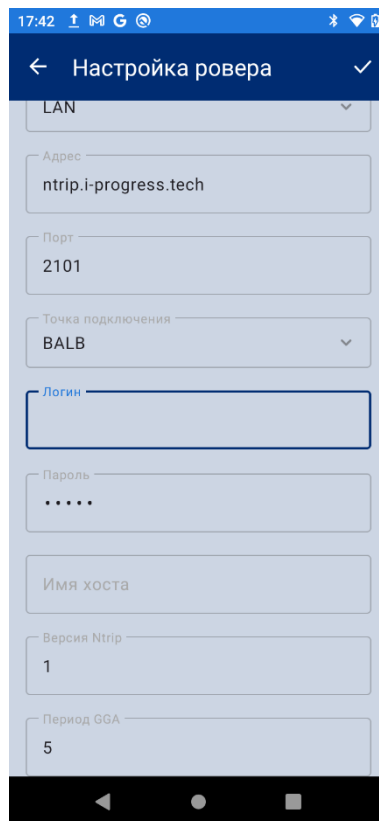 17:42
Настройка ровера
LAN
Адрес
ntrip.i-progress.tech
Порт
2101
Точка подключения
BALB
Логин
Пароль
•••••
Имя хоста
Версия Ntrip
1
Период GGA
5